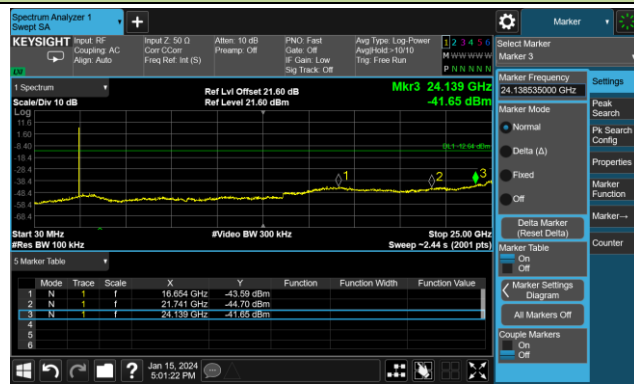 Spectrum Analyzer 1
Swept SA
Marker
KEYSIGHT
Input: RF
Coupling: AC
Align: Auto
Input Z: 50 Ω
Corr CCorr
Freq Ref: Int (S)
Atten: 10 dB
Preamp: Off
PNO: Fast
Gate: Off
IF Gain: Low
Sig Track: Off
Avg Type: Log-Power
Avg|Hold:>10/10
Trig: Free Run
1 2 3 4 5 6
M W W W W W
P N N N N N
LXI
Select Marker
Marker 3
1 Spectrum
Scale/Div 10 dB
Log
Ref Lvl Offset 21.60 dB
Ref Level 21.60 dBm
Mkr3 24.139 GHz
-41.65 dBm
11.6
1.60
-8.40
-18.4
-28.4
-38.4
-48.4
-58.4
-68.4
DL1 -12.64 dBm
1
2
3
Start 30 MHz
#Res BW 100 kHz
#Video BW 300 kHz
Stop 25.00 GHz
Sweep ~2.44 s (2001 pts)
5 Marker Table
Mode Trace Scale X Y Function Function Width Function Value
1 N 1 f 16.654 GHz -43.59 dBm
2 N 1 f 21.741 GHz -44.70 dBm
3 N 1 f 24.139 GHz -41.65 dBm
4
5
6
Marker Frequency
24.138535000 GHz
Marker Mode
Normal
Delta (Δ)
Fixed
Off
Delta Marker
(Reset Delta)
Marker Table
On
Off
Marker Settings
Diagram
All Markers Off
Couple Markers
On
Off
Settings
Peak
Search
Pk Search
Config
Properties
Marker
Function
Marker→
Counter
?
Jan 15, 2024
5:01:22 PM